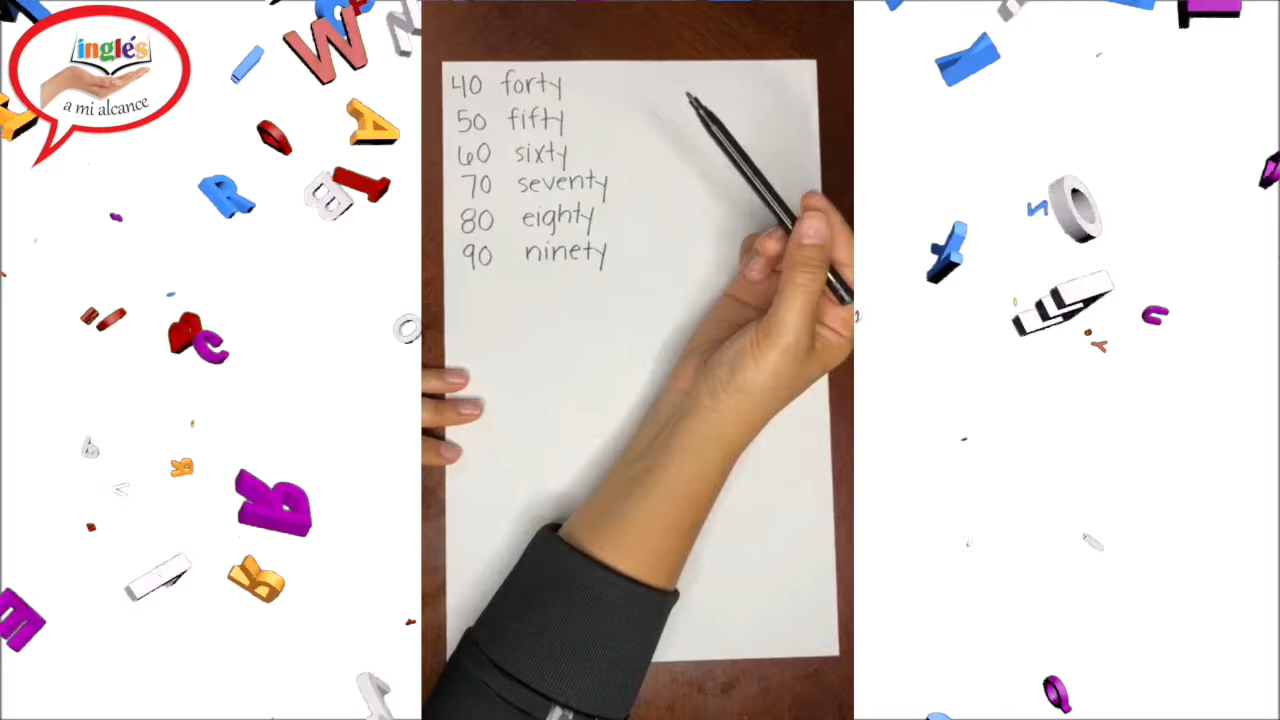 inglés
a mi alcance
40 forty
50 fifty
60 sixty
70 seventy
80 eighty
90 ninety